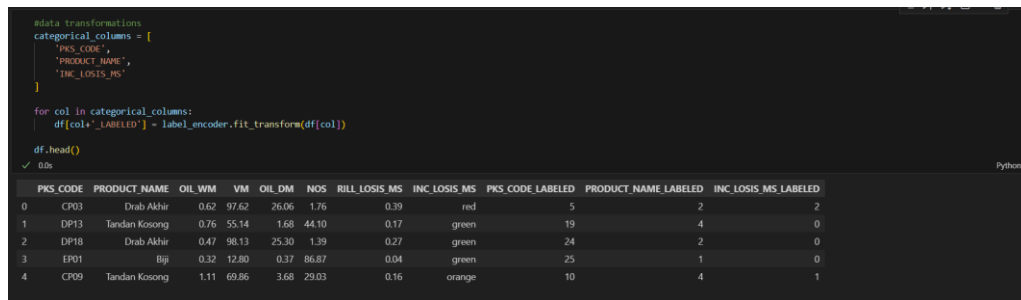 #data transformations
categorical_columns = [
'PKS_CODE',
'PRODUCT_NAME',
'INC_LOSIS_MS'
]
for col in categorical_columns:
df[col+'_LABELED'] = label_encoder.fit_transform(df[col])
df.head()
✓ 0.0s Python
PKS_CODE PRODUCT_NAME OIL_WM VM OIL_DM NOS RILL_LOSIS_MS INC_LOSIS_MS PKS_CODE_LABELED PRODUCT_NAME_LABELED INC_LOSIS_MS_LABELED
0 CP03 Drab Akhir 0.62 97.62 26.06 1.76 0.39 red 5 2 2
1 DP13 Tandan Kosong 0.76 55.14 1.68 44.10 0.17 green 19 4 0
2 DP18 Drab Akhir 0.47 98.13 25.30 1.39 0.27 green 24 2 0
3 EP01 Biji 0.32 12.80 0.37 86.87 0.04 green 25 1 0
4 CP09 Tandan Kosong 1.11 69.86 3.68 29.03 0.16 orange 10 4 1